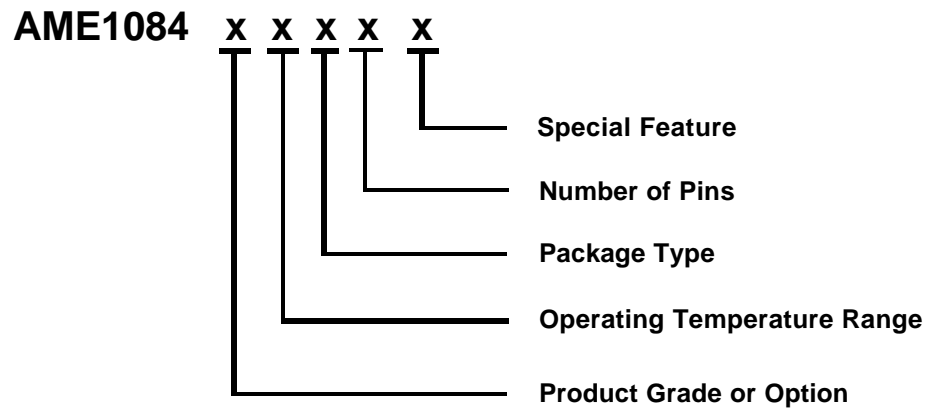 AME1084 x x x x x
Special Feature
Number of Pins
Package Type
Operating Temperature Range
Product Grade or Option